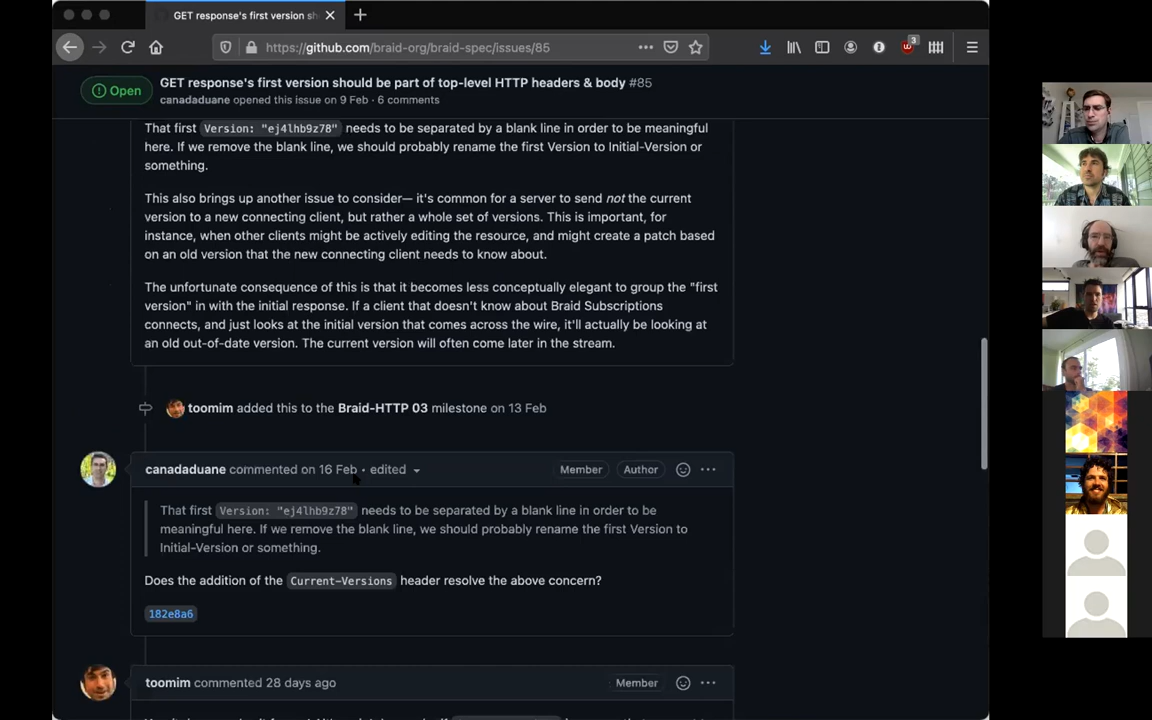 GET response's first version sh
https://github.com/braid-org/braid-spec/issues/85
3
Open
GET response's first version should be part of top-level HTTP headers & body #85
canadaduane opened this issue on 9 Feb · 6 comments
That first Version: "ej4lhb9z78" needs to be separated by a blank line in order to be meaningful
here. If we remove the blank line, we should probably rename the first Version to Initial-Version or
something.
This also brings up another issue to consider— it's common for a server to send not the current
version to a new connecting client, but rather a whole set of versions. This is important, for
instance, when other clients might be actively editing the resource, and might create a patch based
on an old version that the new connecting client needs to know about.
The unfortunate consequence of this is that it becomes less conceptually elegant to group the "first
version" in with the initial response. If a client that doesn't know about Braid Subscriptions
connects, and just looks at the initial version that comes across the wire, it'll actually be looking at
an old out-of-date version. The current version will often come later in the stream.
toomim added this to the Braid-HTTP 03 milestone on 13 Feb
canadaduane commented on 16 Feb · edited
Member
Author
That first Version: "ej4lhb9z78" needs to be separated by a blank line in order to be
meaningful here. If we remove the blank line, we should probably rename the first Version to
Initial-Version or something.
Does the addition of the Current-Versions header resolve the above concern?
182e8a6
toomim commented 28 days ago
Member